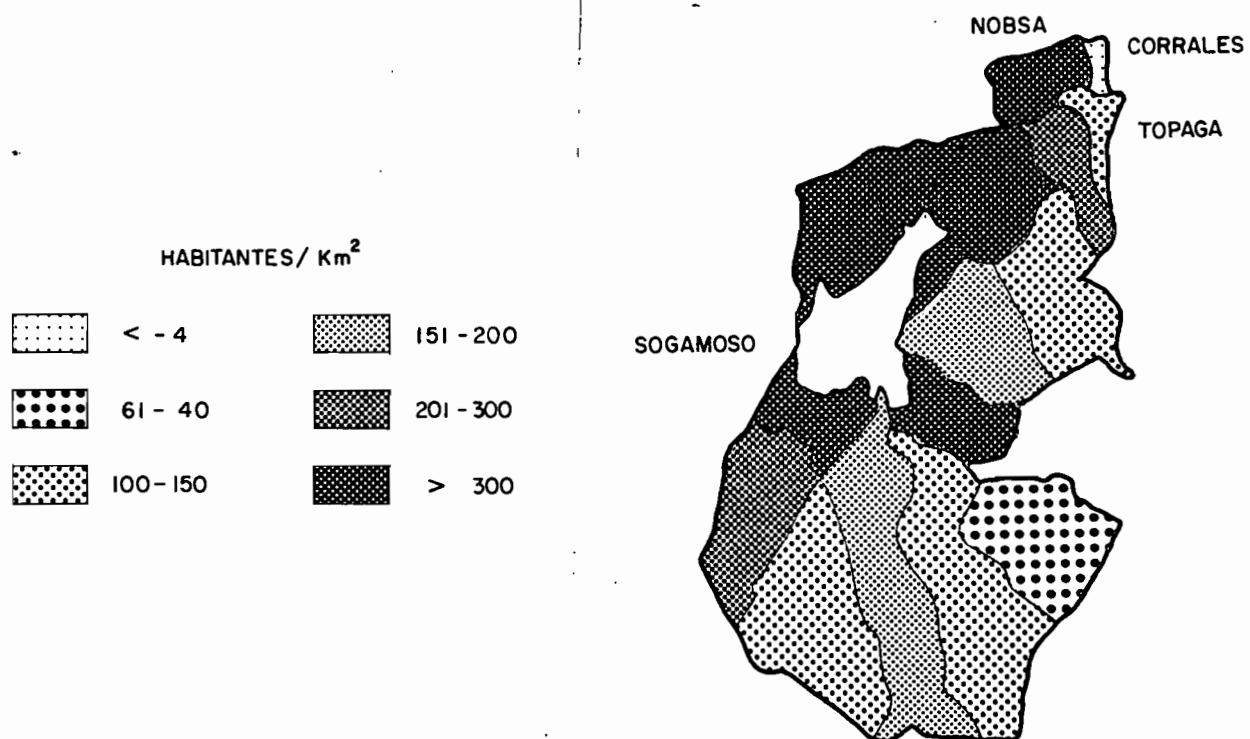 NOBSA
CORRALES
TOPAGA
HABITANTES/ Km²
< - 4
151 - 200
SOGAMOSO
61 - 40
201 - 300
100 - 150
> 300